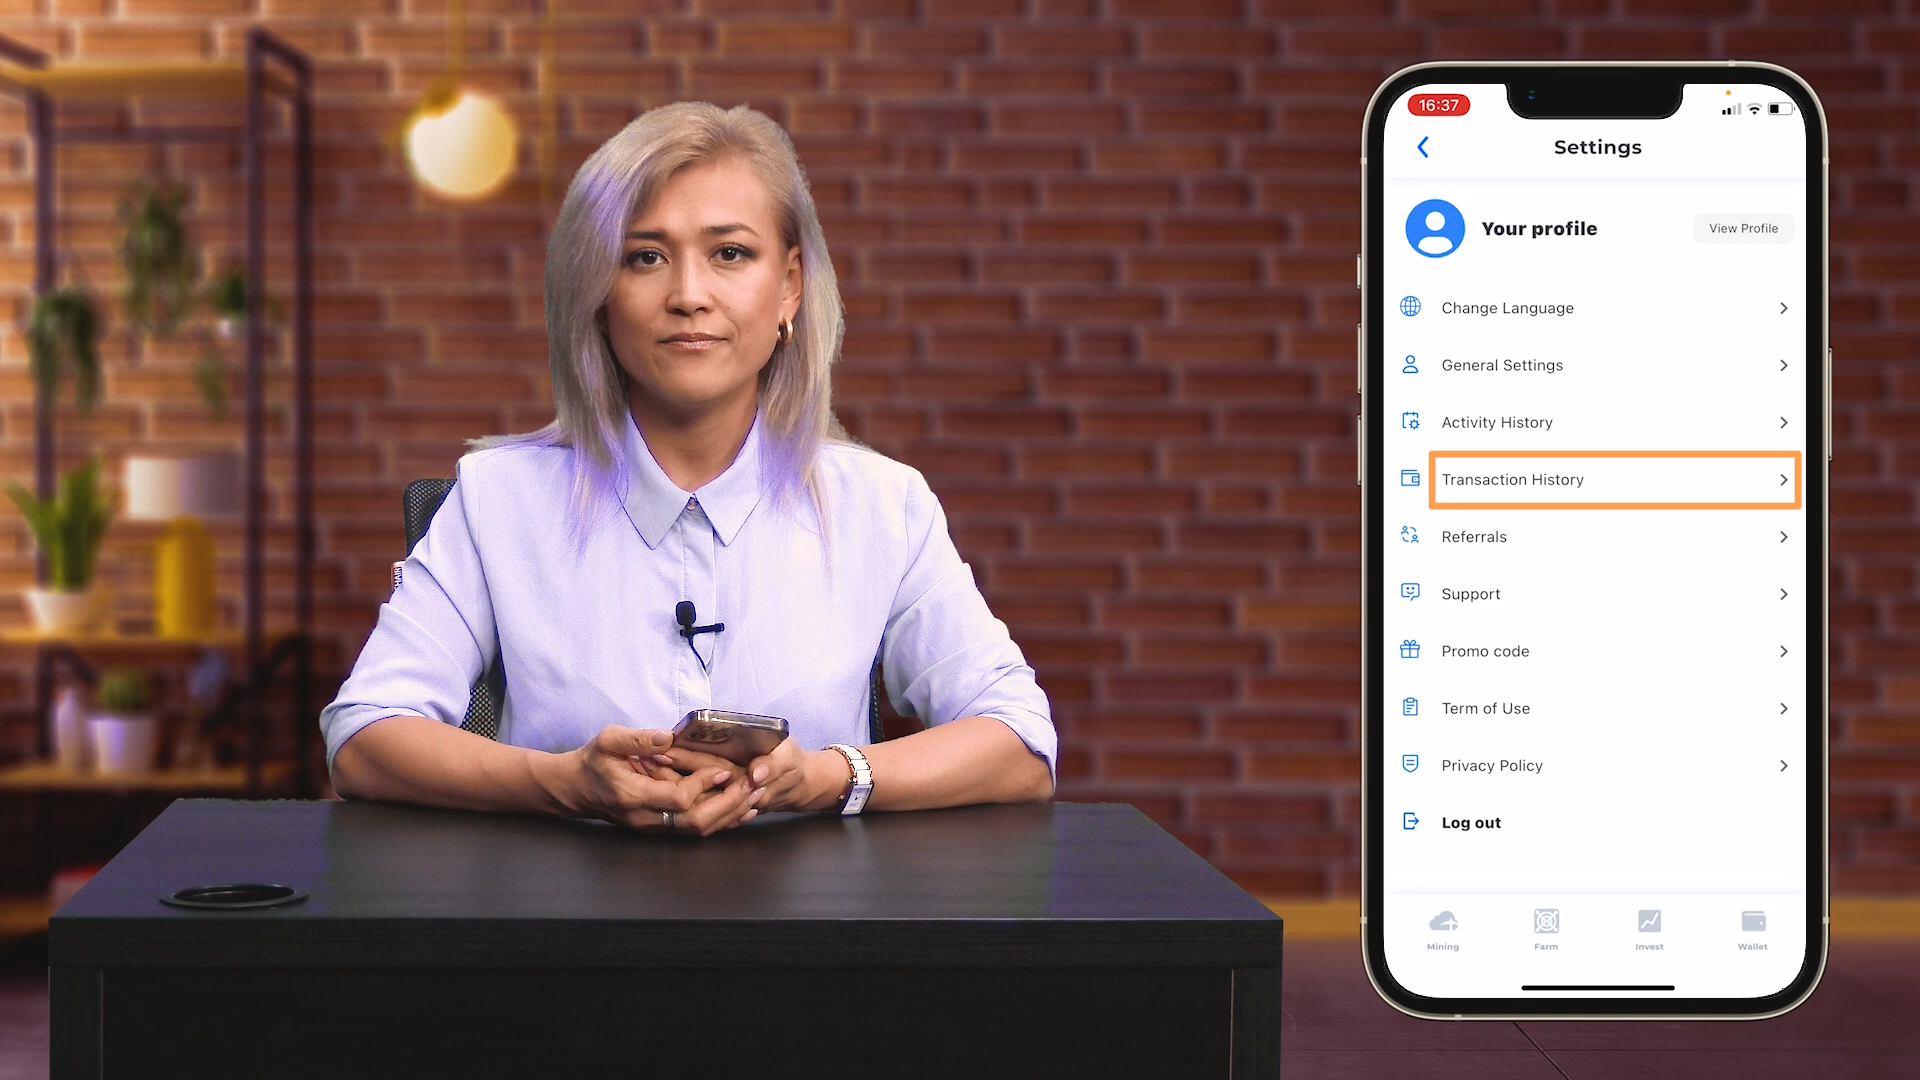 16:37
Settings
Your profile
View Profile
Change Language
General Settings
Activity History
Transaction History
Referrals
Support
Promo code
Term of Use
Privacy Policy
Log out
Mining
Farm
Invest
Wallet